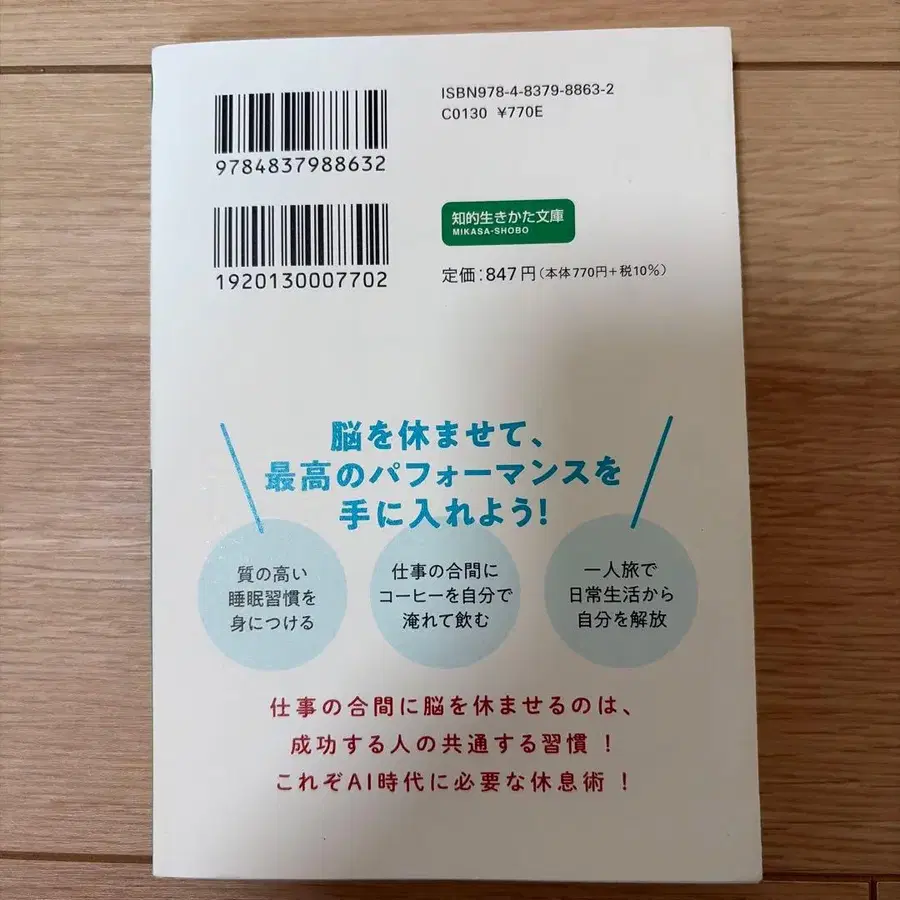 9784837988632
ISBN978-4-8379-8863-2
C0130 ¥770E
1920130007702
知的生きかた文庫
MIKASA-SHOBO
定価:847円(本体770円+税10%)
脳を休ませて、
最高のパフォーマンスを
手に入れよう!
質の高い
睡眠習慣を
身につける
仕事の合間に
コーヒーを自分で
淹れて飲む
一人旅で
日常生活から
自分を解放
仕事の合間に脳を休ませるのは、
成功する人の共通する習慣！
これぞAI時代に必要な休息術！